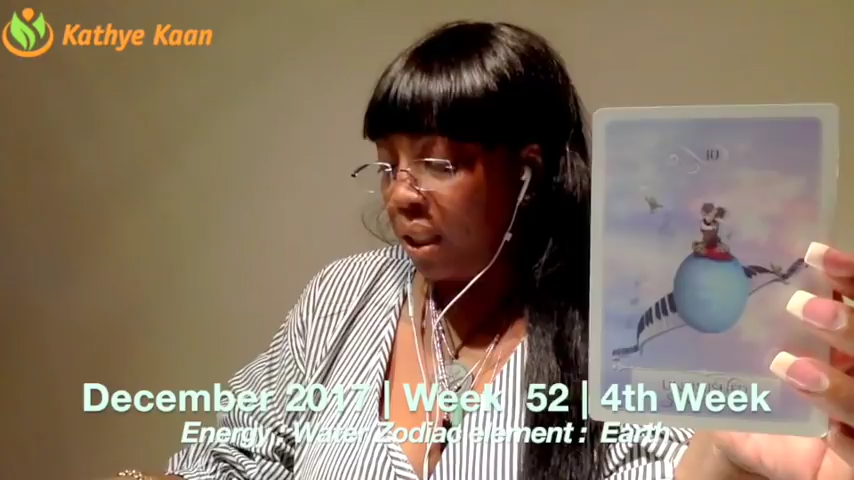 Kathye Kaan
10
December 2017 | Week 52 | 4th Week
Energy : Water Zodiac element : Earth